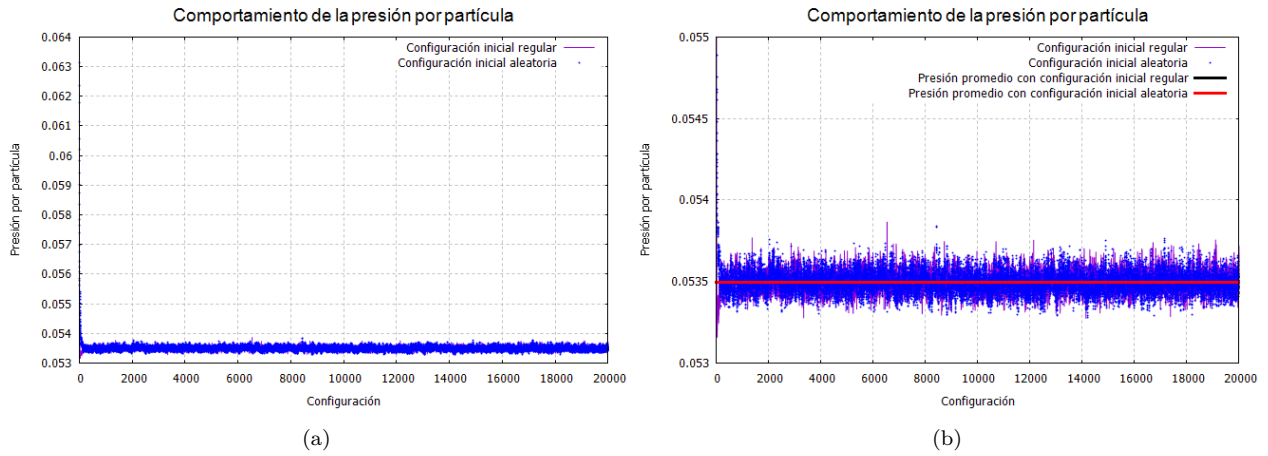 Comportamiento de la presión por partícula
Presión por partícula
0.064
0.063
0.062
0.061
0.06
0.059
0.058
0.057
0.056
0.055
0.054
0.053
Configuración inicial regular
Configuración inicial aleatoria
0 2000 4000 6000 8000 10000 12000 14000 16000 18000 20000
Configuración
(a)
Comportamiento de la presión por partícula
Presión por partícula
0.055
0.0545
0.054
0.0535
0.053
Configuración inicial regular
Configuración inicial aleatoria
Presión promedio con configuración inicial regular
Presión promedio con configuración inicial aleatoria
0 2000 4000 6000 8000 10000 12000 14000 16000 18000 20000
Configuración
(b)